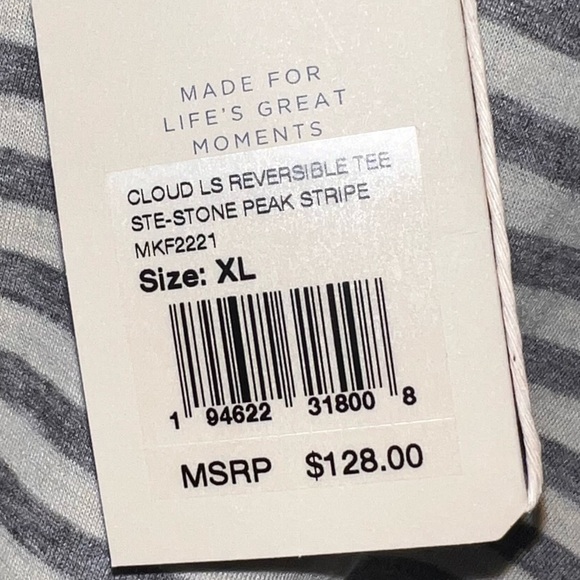 MADE FOR
LIFE'S GREAT
MOMENTS
CLOUD LS REVERSIBLE TEE
STE-STONE PEAK STRIPE
MKF2221
Size: XL
1 94622 31800 8
MSRP $128.00